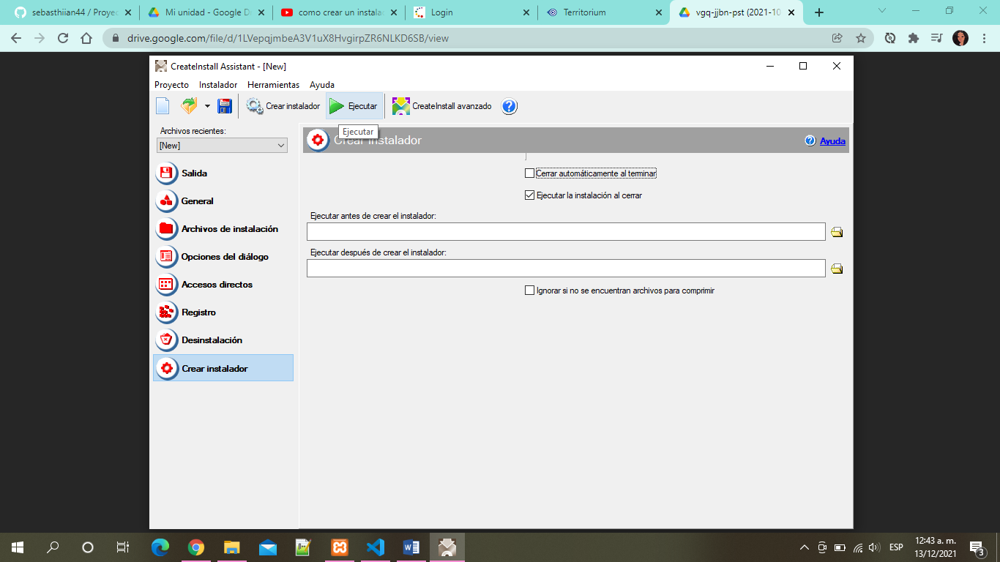 sebasthiian44 / Proyec
Mi unidad - Google D
como crear un instala
Login
Territorium
vgq-jjbn-pst (2021-10
drive.google.com/file/d/1LVepqjmbeA3V1uX8HvgirpZR6NLKD6SB/view
CreateInstall Assistant - [New]
Proyecto Instalador Herramientas Ayuda
Crear instalador Ejecutar CreateInstall avanzado
Archivos recientes:
[New]
Ejecutar
Crear instalador
Ayuda
Salida
General
Archivos de instalación
Opciones del diálogo
Accesos directos
Registro
Desinstalación
Crear instalador
Cerrar automáticamente al terminar
Ejecutar la instalación al cerrar
Ejecutar antes de crear el instalador:
Ejecutar después de crear el instalador:
Ignorar si no se encuentran archivos para comprimir
ESP
12:43 a. m.
13/12/2021
3